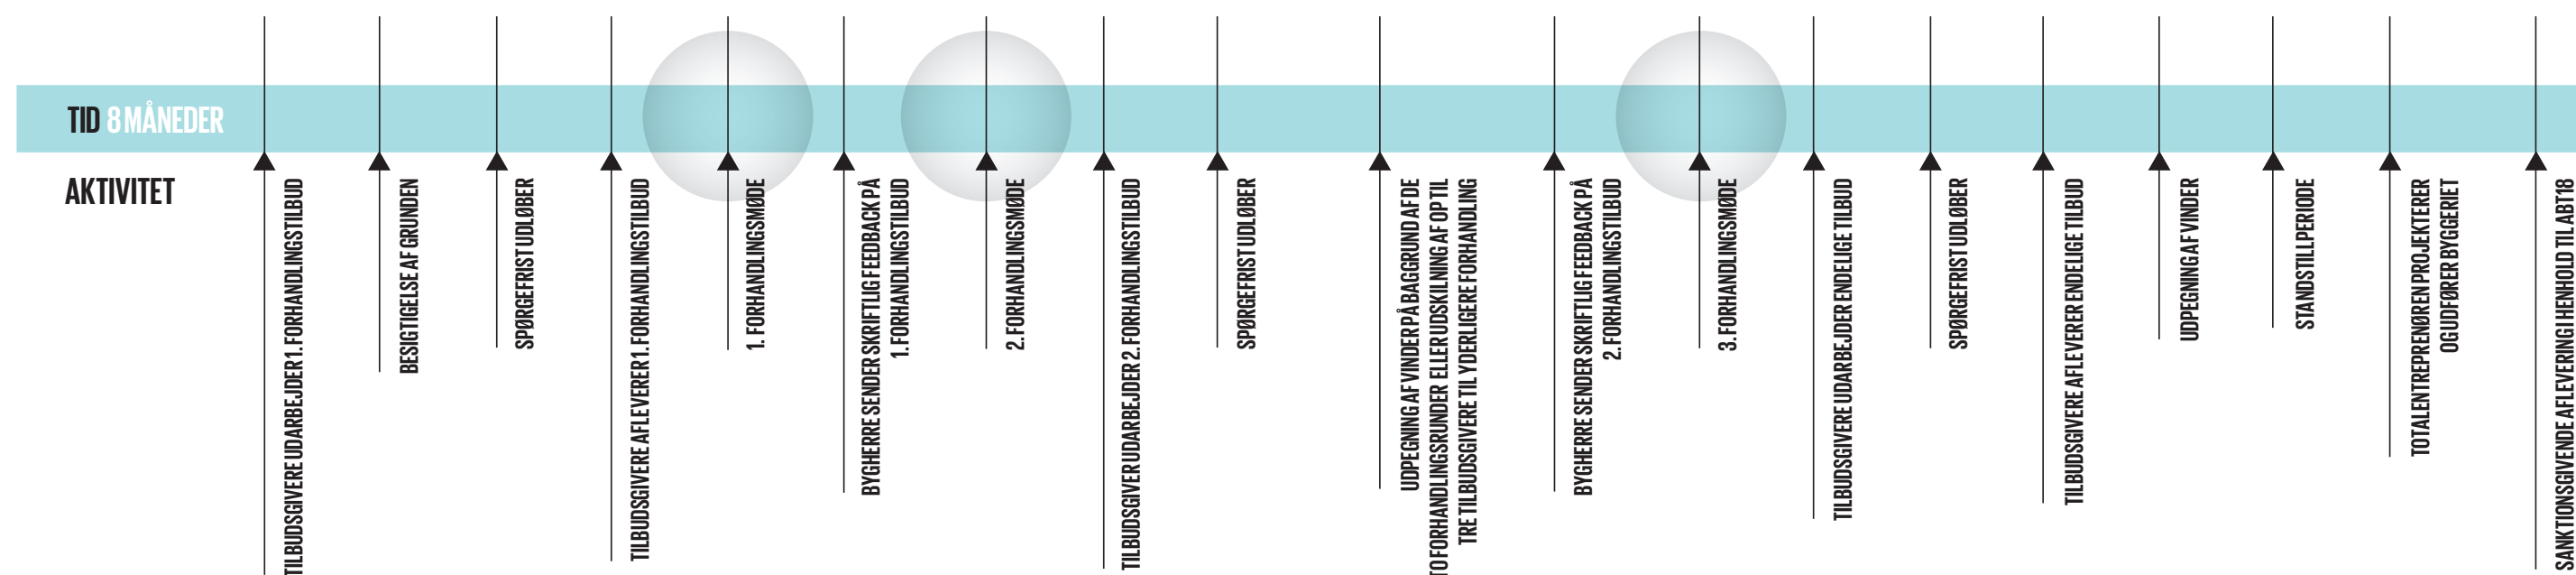 TID 8 MÅNEDER
AKTIVITET
TILBUDSGIVERE UDARBEJDER 1. FORHANDLINGSTILBUD
BESIGTIGELSE AF GRUNDEN
SPØRGEFRIST UDLØBER
TILBUDSGIVERE AFLEVERER 1. FORHANDLINGSTILBUD
1. FORHANDLINGSMØDE
BYGHERRE SENDER SKRIFTLIG FEEDBACK PÅ
1. FORHANDLINGSTILBUD
2. FORHANDLINGSMØDE
TILBUDSGIVER UDARBEJDER 2. FORHANDLINGSTILBUD
SPØRGEFRIST UDLØBER
UDPEGNING AF VINDER PÅ BAGGRUND AF DE
TO FORHANDLINGSRUNDER ELLER UDSKILNING AF OP TIL
TRE TILBUDSGIVERE TIL YDERLIGERE FORHANDLING
BYGHERRE SENDER SKRIFTLIG FEEDBACK PÅ
2. FORHANDLINGSTILBUD
3. FORHANDLINGSMØDE
TILBUDSGIVERE UDARBEJDER ENDELIGE TILBUD
SPØRGEFRIST UDLØBER
TILBUDSGIVERE AFLEVERER ENDELIGE TILBUD
UDPEGNING AF VINDER
STANDSTILLPERIODE
TOTALENTREPRENØREN PROJEKTERER
OG UDFØRER BYGGERIET
SANKTIONSGIVENDE AFLEVERING I HENHOLD TIL ABT18